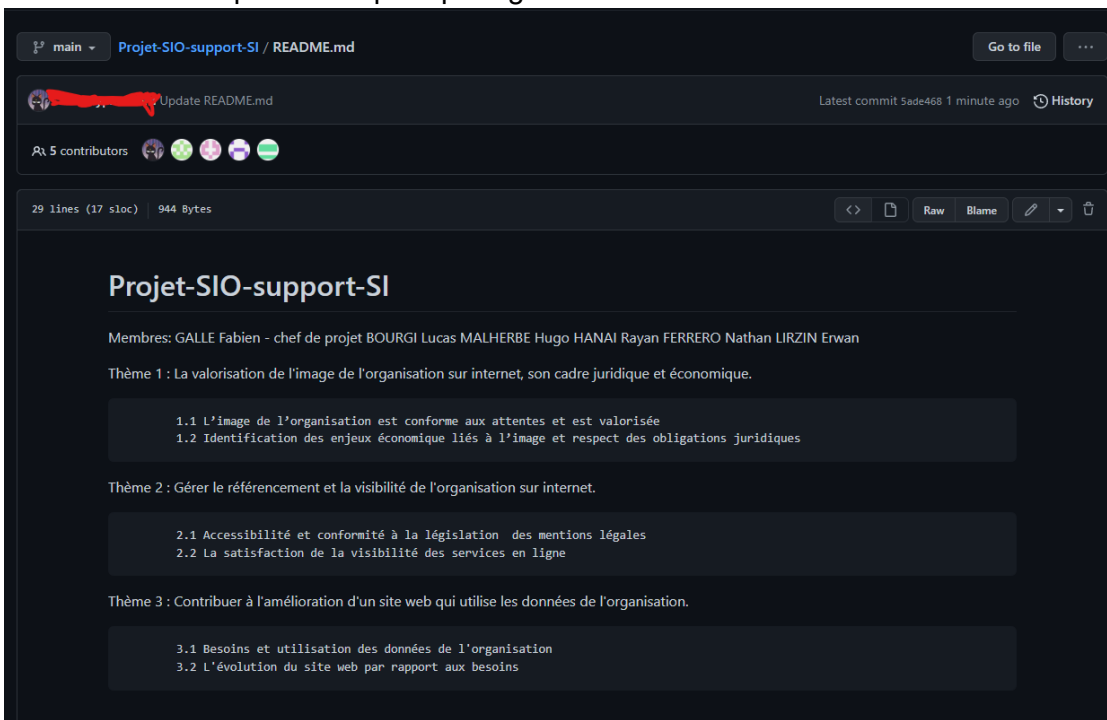 main Projet-SIO-support-SI / README.md Go to file ...
Update README.md Latest commit 5ade468 1 minute ago History
5 contributors
29 lines (17 sloc) 944 Bytes <> Raw Blame
Projet-SIO-support-SI
Membres: GALLE Fabien - chef de projet BOURGI Lucas MALHERBE Hugo HANAI Rayan FERRERO Nathan LIRZIN Erwan
Thème 1 : La valorisation de l'image de l'organisation sur internet, son cadre juridique et économique.
1.1 L’image de l’organisation est conforme aux attentes et est valorisée
1.2 Identification des enjeux économique liés à l’image et respect des obligations juridiques
Thème 2 : Gérer le référencement et la visibilité de l'organisation sur internet.
2.1 Accessibilité et conformité à la législation  des mentions légales
2.2 La satisfaction de la visibilité des services en ligne
Thème 3 : Contribuer à l'amélioration d'un site web qui utilise les données de l'organisation.
3.1 Besoins et utilisation des données de l'organisation
3.2 L'évolution du site web par rapport aux besoins